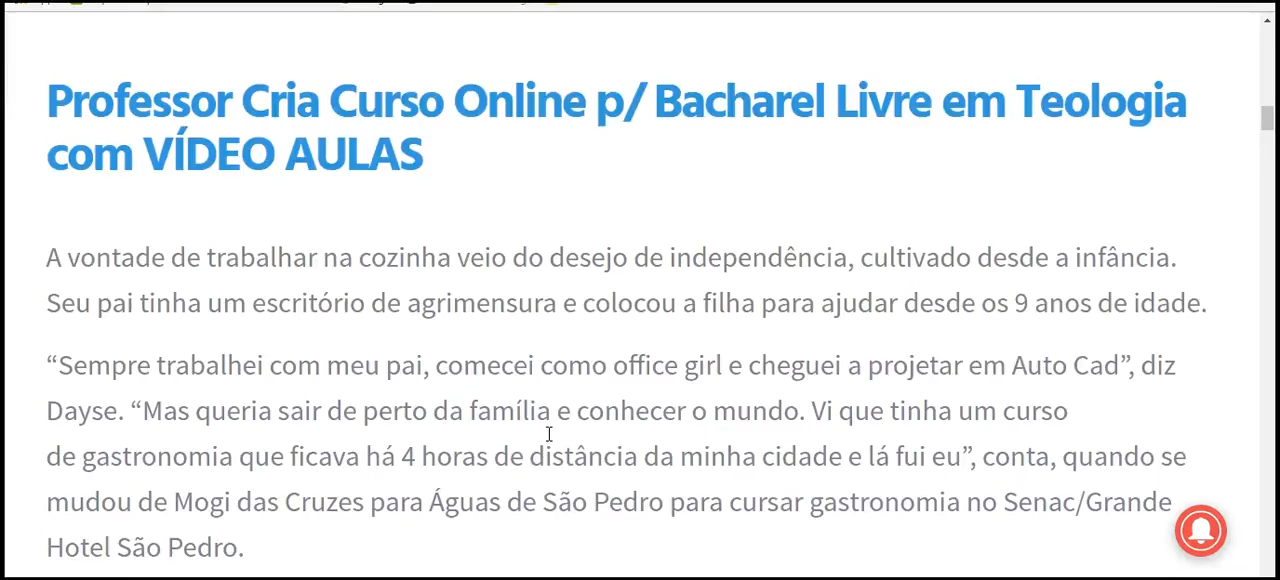 Professor Cria Curso Online p/ Bacharel Livre em Teologia
com VÍDEO AULAS
A vontade de trabalhar na cozinha veio do desejo de independência, cultivado desde a infância.
Seu pai tinha um escritório de agrimensura e colocou a filha para ajudar desde os 9 anos de idade.
“Sempre trabalhei com meu pai, comecei como office girl e cheguei a projetar em Auto Cad”, diz
Dayse. “Mas queria sair de perto da família e conhecer o mundo. Vi que tinha um curso
de gastronomia que ficava há 4 horas de distância da minha cidade e lá fui eu”, conta, quando se
mudou de Mogi das Cruzes para Águas de São Pedro para cursar gastronomia no Senac/Grande
Hotel São Pedro.